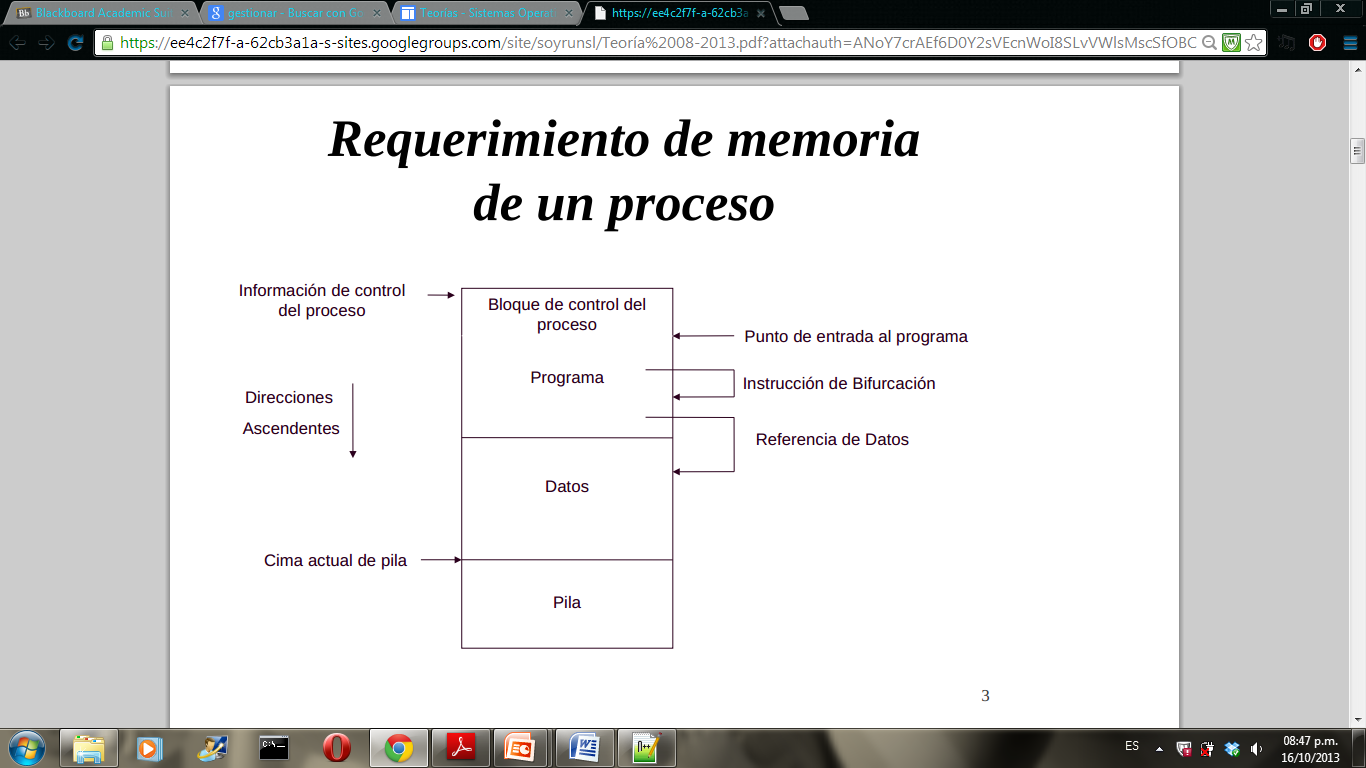 Blackboard Academic Sui
gestionar - Buscar con Go
Teorías - Sistemas Operati
https://ee4c2f7f-a-62cb3a
https://ee4c2f7f-a-62cb3a1a-s-sites.googlegroups.com/site/soyrunsl/Teoría%2008-2013.pdf?attachauth=ANoY7crAEf6D0Y2sVEcnWoI8SLvVWlsMscSfOBC
Requerimiento de memoria
de un proceso
Información de control
del proceso
Bloque de control del
proceso
Punto de entrada al programa
Programa
Instrucción de Bifurcación
Direcciones
Ascendentes
Referencia de Datos
Datos
Cima actual de pila
Pila
3
ES
08:47 p.m.
16/10/2013